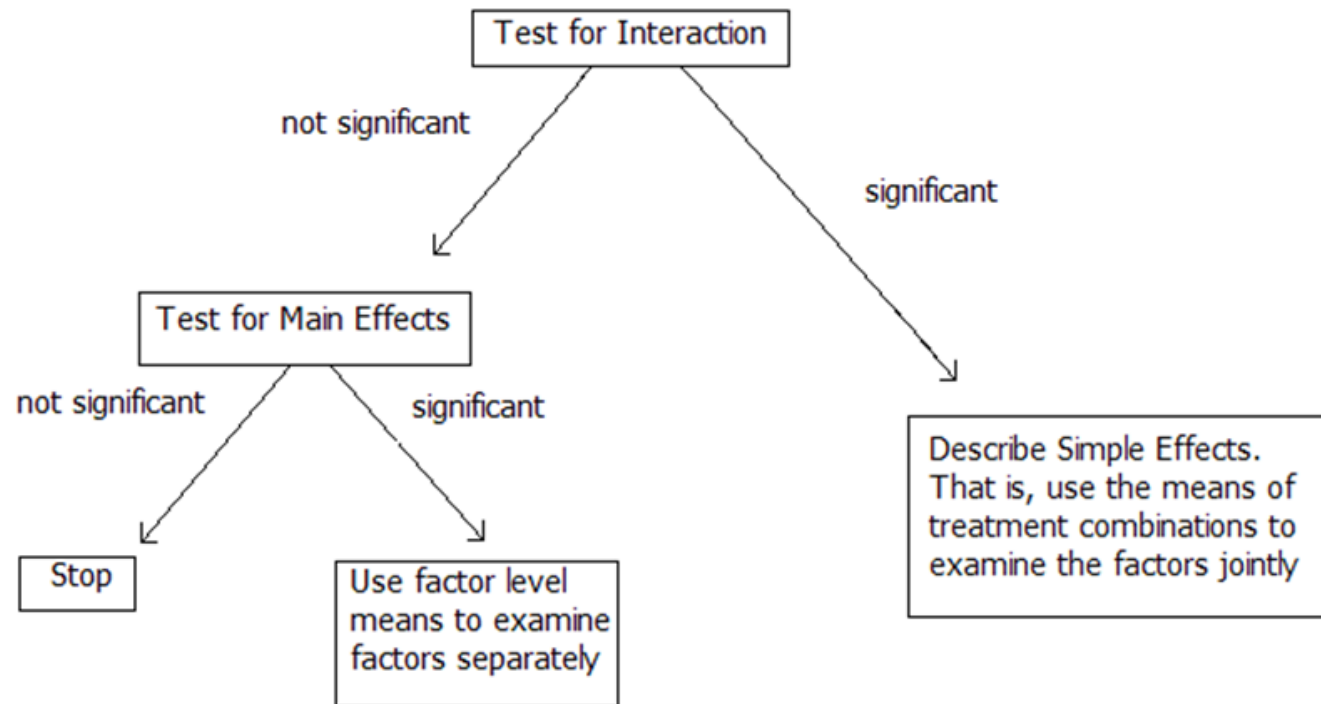 Test for Interaction
not significant
significant
Test for Main Effects
not significant
significant
Describe Simple Effects.
That is, use the means of
treatment combinations to
examine the factors jointly
Stop
Use factor level
means to examine
factors separately